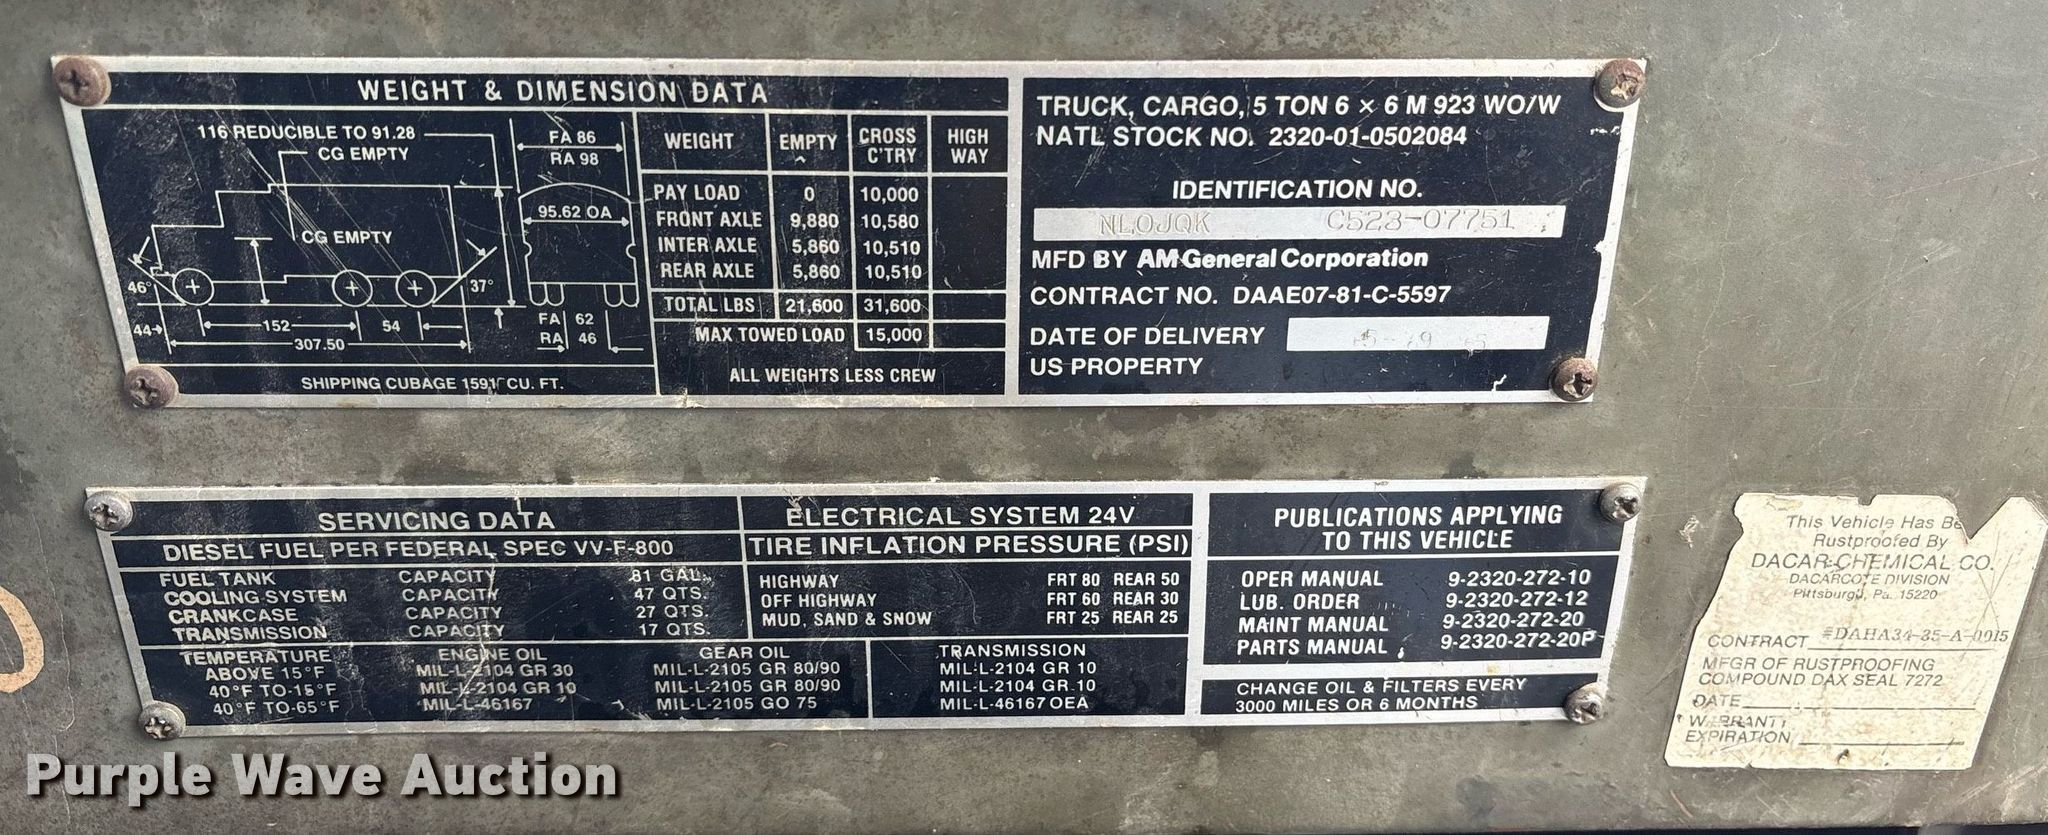 WEIGHT & DIMENSION DATA
116 REDUCIBLE TO 91.28
CG EMPTY
CG EMPTY
46°
37°
44
152
54
307.50
SHIPPING CUBAGE 1591 CU. FT.
FA 86
RA 98
95.62 OA
FA 62
RA 46
WEIGHT EMPTY CROSS C'TRY HIGH WAY
PAY LOAD 0 10,000
FRONT AXLE 9,880 10,580
INTER AXLE 5,860 10,510
REAR AXLE 5,860 10,510
TOTAL LBS 21,600 31,600
MAX TOWED LOAD 15,000
ALL WEIGHTS LESS CREW
TRUCK, CARGO, 5 TON 6 × 6 M 923 WO/W
NATL STOCK NO. 2320-01-0502084
IDENTIFICATION NO.
NL0JQK C523-07751
MFD BY AM General Corporation
CONTRACT NO. DAAE07-81-C-5597
DATE OF DELIVERY
US PROPERTY
SERVICING DATA
DIESEL FUEL PER FEDERAL SPEC VV-F-800
FUEL TANK CAPACITY 81 GAL.
COOLING SYSTEM CAPACITY 47 QTS.
CRANKCASE CAPACITY 27 QTS.
TRANSMISSION CAPACITY 17 QTS.
ELECTRICAL SYSTEM 24V
TIRE INFLATION PRESSURE (PSI)
HIGHWAY FRT 80 REAR 50
OFF HIGHWAY FRT 60 REAR 30
MUD, SAND & SNOW FRT 25 REAR 25
TEMPERATURE ENGINE OIL GEAR OIL TRANSMISSION
ABOVE 15°F MIL-L-2104 GR 30 MIL-L-2105 GR 80/90 MIL-L-2104 GR 10
40°F TO-15°F MIL-L-2104 GR 10 MIL-L-2105 GR 80/90 MIL-L-2104 GR 10
40°F TO-65°F MIL-L-46167 MIL-L-2105 GO 75 MIL-L-46167 OEA
PUBLICATIONS APPLYING
TO THIS VEHICLE
OPER MANUAL 9-2320-272-10
LUB. ORDER 9-2320-272-12
MAINT MANUAL 9-2320-272-20
PARTS MANUAL 9-2320-272-20P
CHANGE OIL & FILTERS EVERY
3000 MILES OR 6 MONTHS
This Vehicle Has Be
Rustproofed By
DACAR CHEMICAL CO.
DACARCOTE DIVISION
Pittsburgh, Pa. 15220
CONTRACT #DAHA34-85-A-0015
MFGR OF RUSTPROOFING
COMPOUND DAX SEAL 7272
DATE
WARRANTY
EXPIRATION
Purple Wave Auction